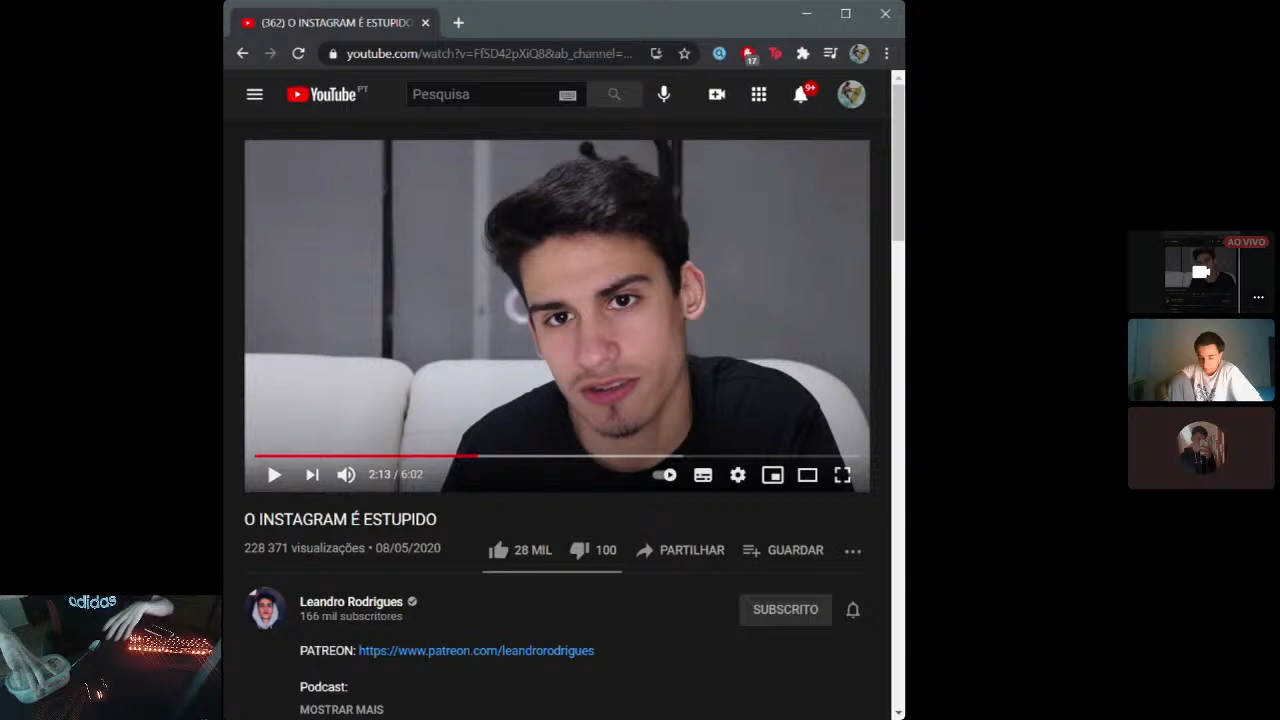 (362) O INSTAGRAM É ESTUPIDO
youtube.com/watch?v=FfSD42pXiQ8&ab_channel=...
17
YouTube PT
Pesquisa
9+
AO VIVO
2:13 / 6:02
O INSTAGRAM É ESTUPIDO
228 371 visualizações • 08/05/2020
28 MIL
100
PARTILHAR
GUARDAR
Leandro Rodrigues
166 mil subscritores
SUBSCRITO
PATREON: https://www.patreon.com/leandrorodrigues
Podcast:
MOSTRAR MAIS
adidas